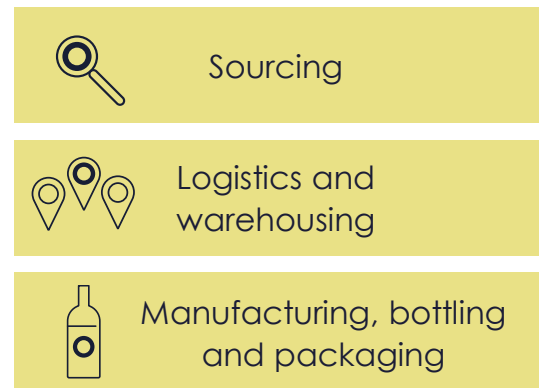 Sourcing
Logistics and
warehousing
Manufacturing, bottling
and packaging